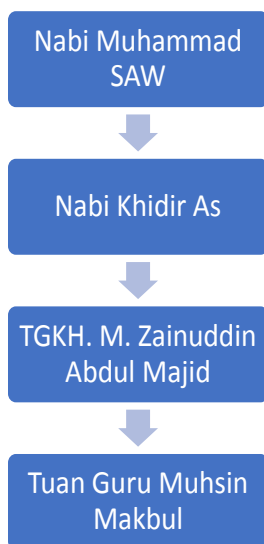 Nabi Muhammad
SAW
Nabi Khidir As
TGKH. M. Zainuddin
Abdul Majid
Tuan Guru Muhsin
Makbul